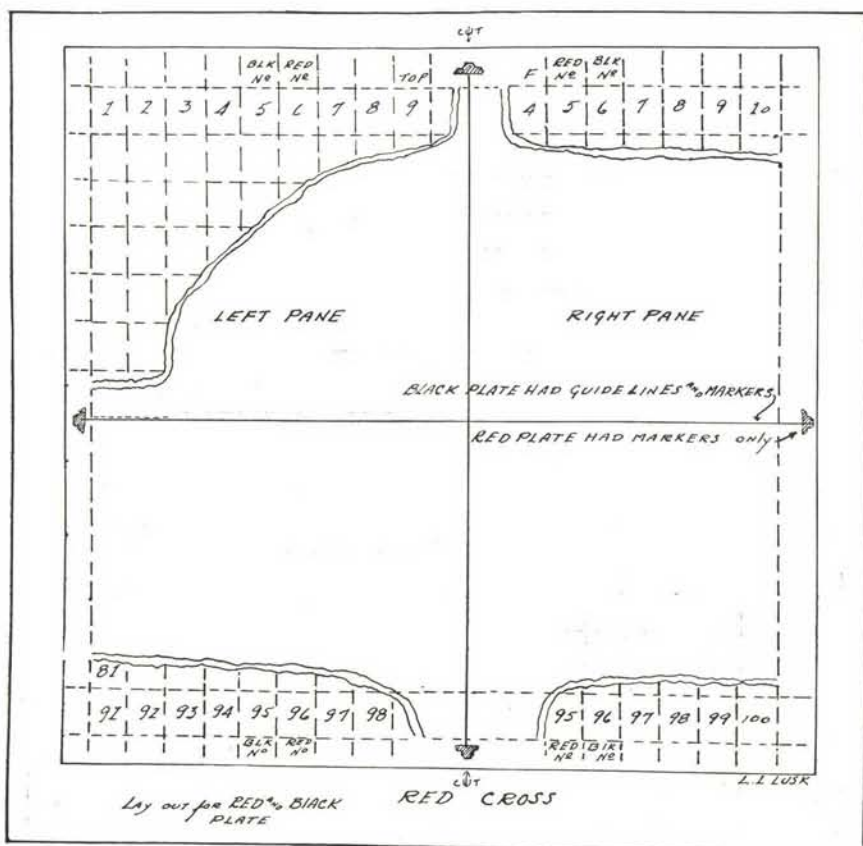 CUT
BLK RED
Nº Nº TOP
F RED BLK
Nº Nº
1 2 3 4 5 6 7 8 9
4 5 6 7 8 9 10
LEFT PANE
RIGHT PANE
BLACK PLATE HAD GUIDE LINES AND MARKERS
RED PLATE HAD MARKERS only
81
91 92 93 94 95 96 97 98
95 96 97 98 99 100
BLK RED
NO NO
RED BLK
Nº Nº
CUT
L.L LUSK
LAY OUT for RED AND BLACK
PLATE
RED CROSS